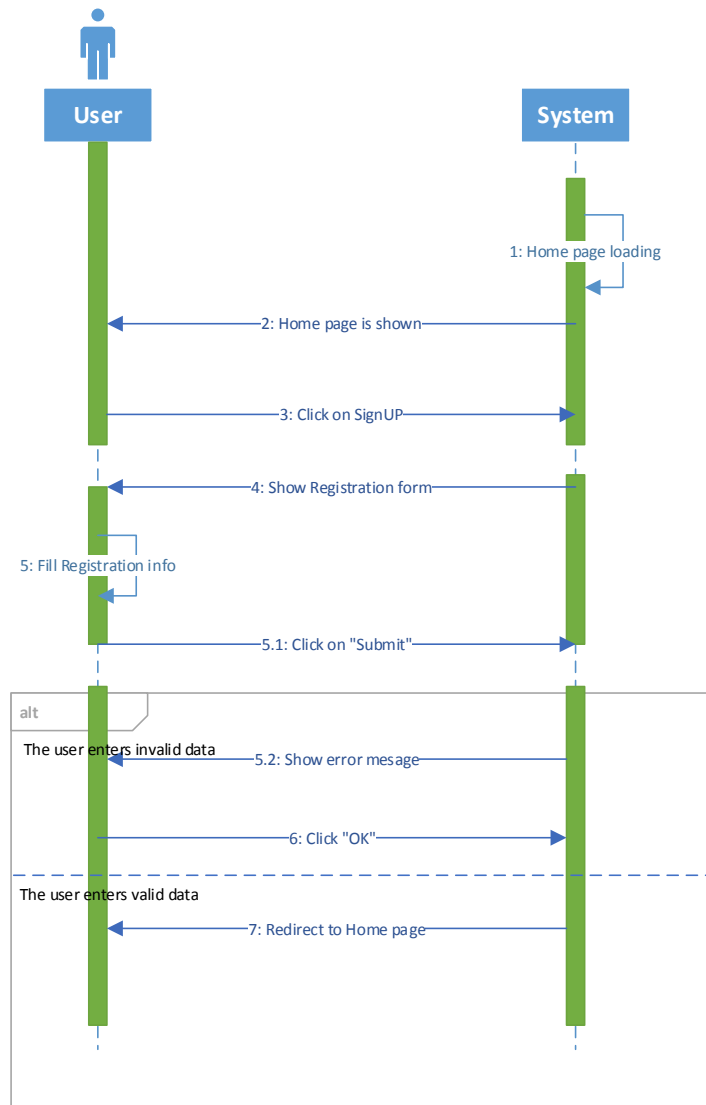 User
System
1: Home page loading
2: Home page is shown
3: Click on SignUP
4: Show Registration form
5: Fill Registration info
5.1: Click on "Submit"
alt
The user enters invalid data
5.2: Show error mesage
6: Click "OK"
The user enters valid data
7: Redirect to Home page